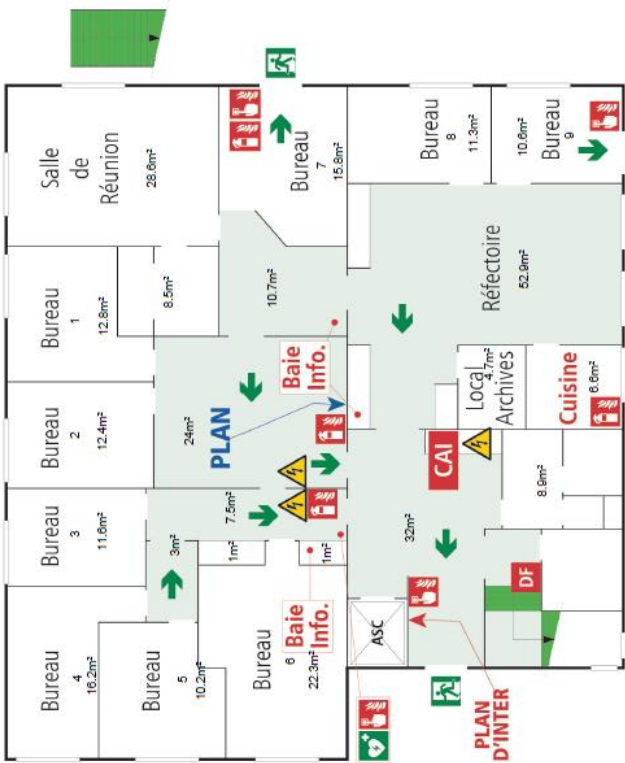 Bureau
4
16.2m²
Bureau
3
11.6m²
Bureau
2
12.4m²
Bureau
1
12.8m²
Salle
de
Réunion
28.6m²
Bureau
5
10.2m²
3m²
8.5m²
24m²
PLAN
7.5m²
1m²
1m²
Baie
Info.
Bureau
6
22.3m²
10.7m²
Baie
Info.
Bureau
7
15.8m²
ASC
32m²
CAI
PLAN
D'INTER
Bureau
8
11.3m²
Réfectoire
52.9m²
Local
4.7m²
Archives
10.6m²
Bureau
9
Cuisine
6.6m²
8.9m²
DF